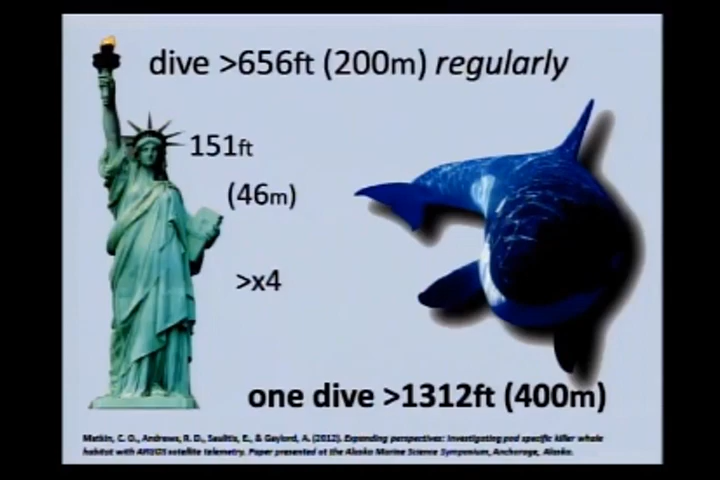 dive >656ft (200m) regularly
151ft
(46m)
>x4
one dive >1312ft (400m)
Matkin, C. O., Andrews, R. D., Saulitis, E., & Gaylord, A. (2012). Expanding perspectives: Investigating pod specific killer whale
habitat with ARGOS satellite telemetry. Paper presented at the Alaska Marine Science Symposium, Anchorage, Alaska.